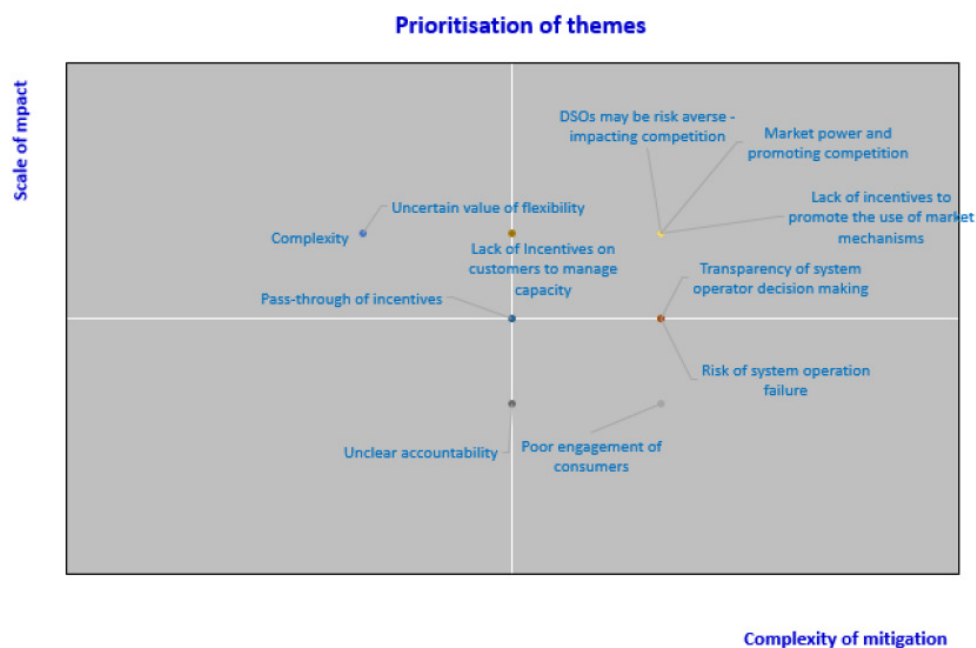 Prioritisation of themes
Scale of mpact
DSOs may be risk averse -
impacting competition
Market power and
promoting competition
Lack of incentives to
promote the use of market
mechanisms
Uncertain value of flexibility
Complexity
Lack of Incentives on
customers to manage
capacity
Transparency of system
operator decision making
Pass-through of incentives
Risk of system operation
failure
Unclear accountability
Poor engagement of
consumers
Complexity of mitigation